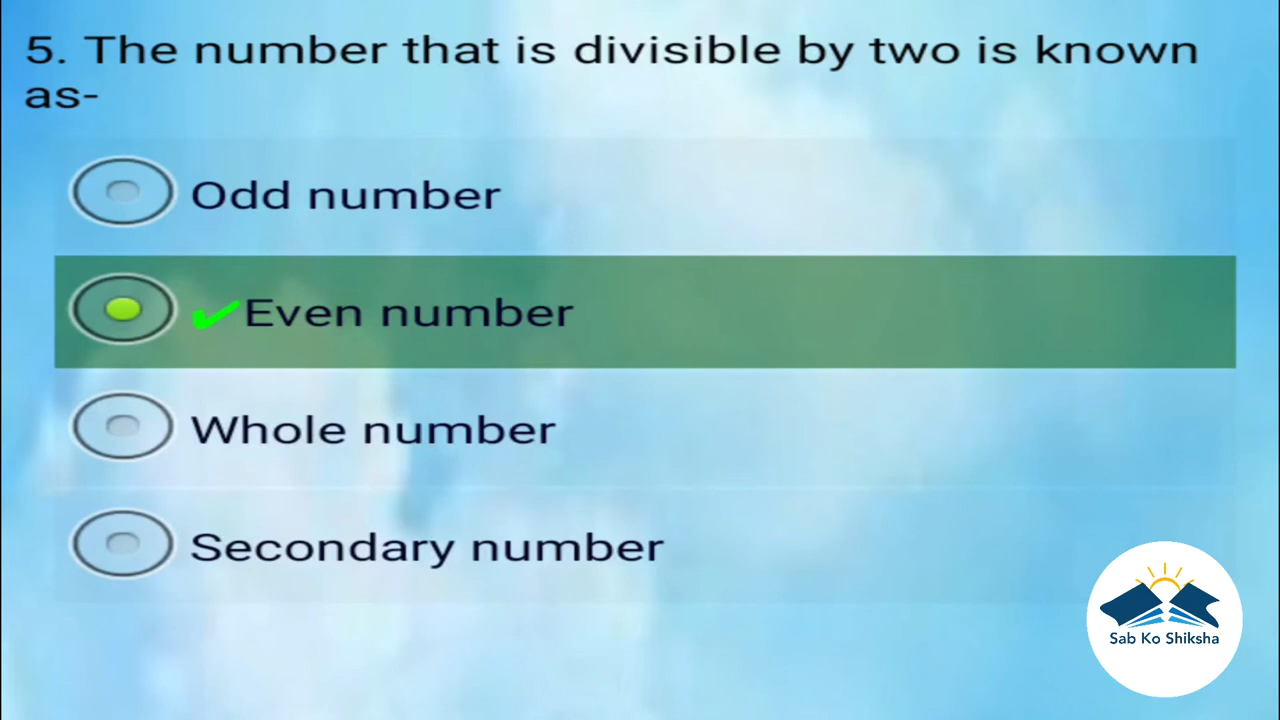 5. The number that is divisible by two is known
as-
Odd number
✔Even number
Whole number
Secondary number
Sab Ko Shiksha